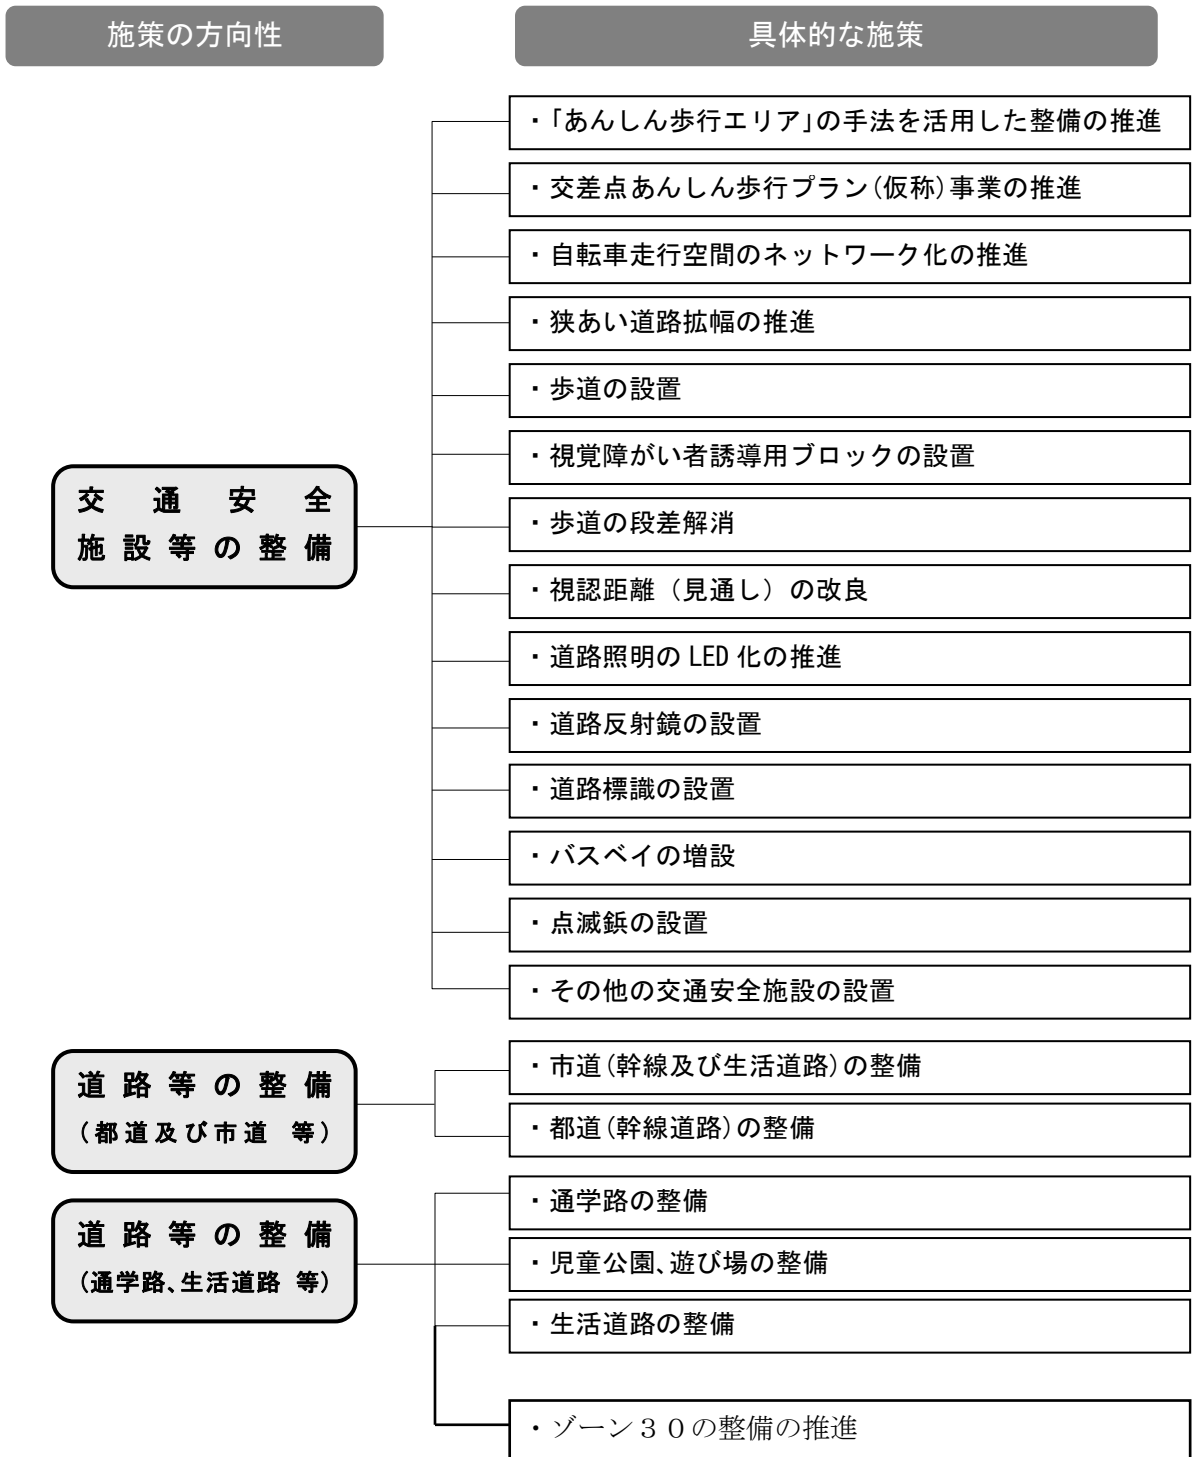 施策の方向性
具体的な施策
・「あんしん歩行エリア」の手法を活用した整備の推進
・交差点あんしん歩行プラン(仮称)事業の推進
・自転車走行空間のネットワーク化の推進
・狭あい道路拡幅の推進
・歩道の設置
・視覚障がい者誘導用ブロックの設置
交通安全
施設等の整備
・歩道の段差解消
・視認距離（見通し）の改良
・道路照明の LED 化の推進
・道路反射鏡の設置
・道路標識の設置
・バスベイの増設
・点滅鋲の設置
・その他の交通安全施設の設置
道路等の整備
(都道及び市道 等)
・市道(幹線及び生活道路)の整備
・都道(幹線道路)の整備
道路等の整備
(通学路、生活道路 等)
・通学路の整備
・児童公園、遊び場の整備
・生活道路の整備
・ゾーン３０の整備の推進